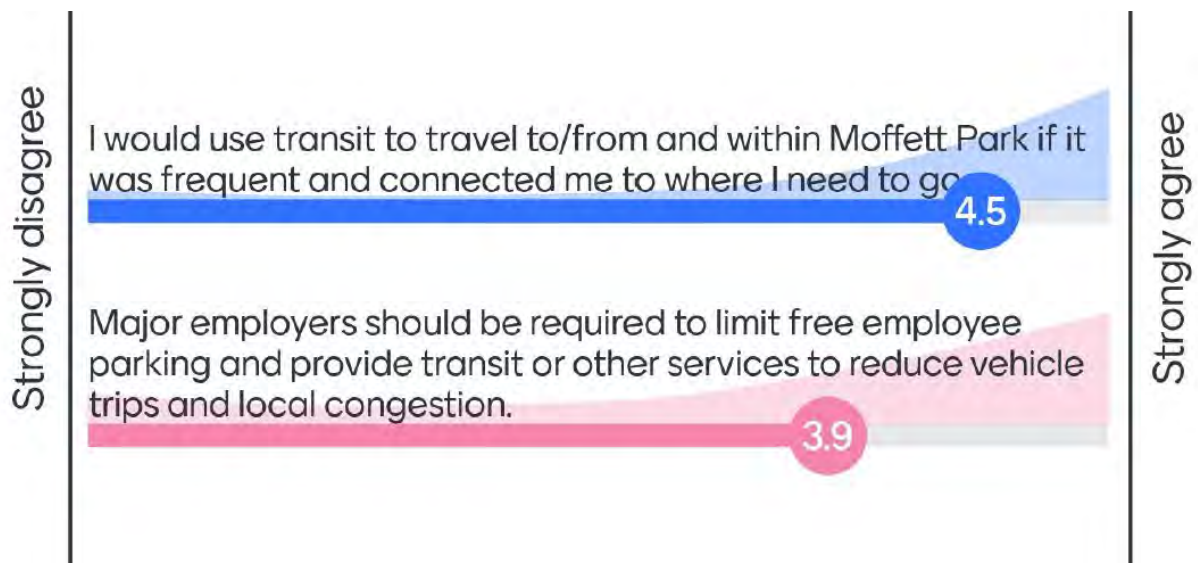 Strongly disagree
I would use transit to travel to/from and within Moffett Park if it
was frequent and connected me to where I need to go
4.5
Major employers should be required to limit free employee
parking and provide transit or other services to reduce vehicle
trips and local congestion.
3.9
Strongly agree